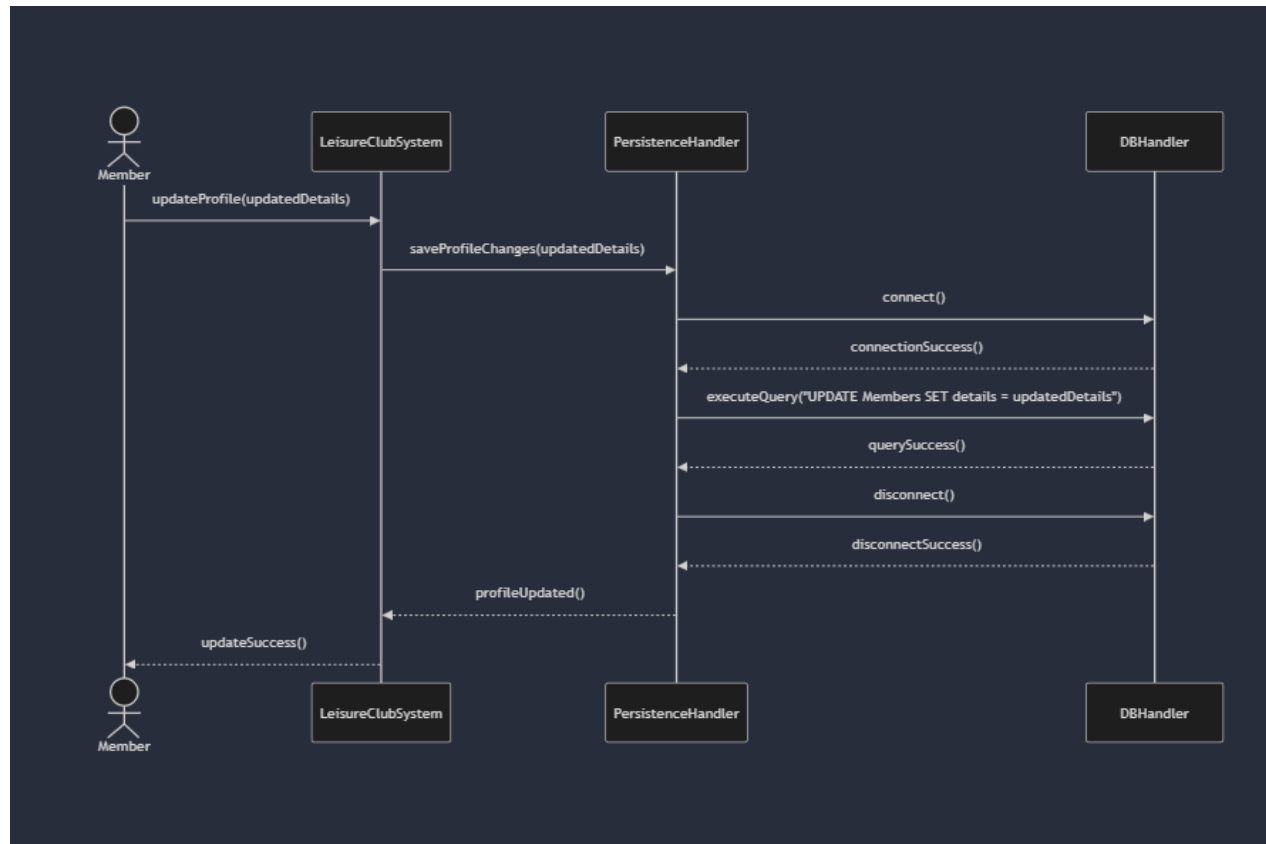 Member
LeisureClubSystem
PersistenceHandler
DBHandler
updateProfile(updatedDetails)
saveProfileChanges(updatedDetails)
connect()
connectionSuccess()
executeQuery("UPDATE Members SET details = updatedDetails")
querySuccess()
disconnect()
disconnectSuccess()
profileUpdated()
updateSuccess()
Member
LeisureClubSystem
PersistenceHandler
DBHandler